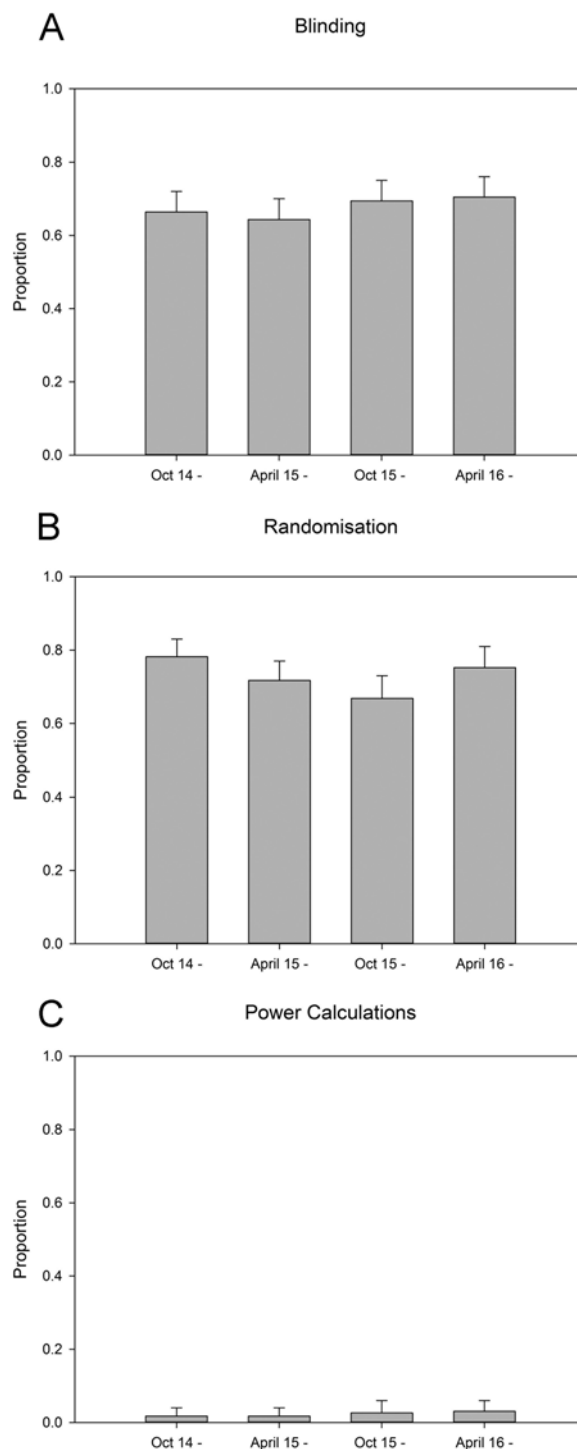 A
Blinding
1.0
0.8
0.6
0.4
0.2
0.0
Proportion
Oct 14 - April 15 - Oct 15 - April 16 -
B
Randomisation
1.0
0.8
0.6
0.4
0.2
0.0
Proportion
Oct 14 - April 15 - Oct 15 - April 16 -
C
Power Calculations
1.0
0.8
0.6
0.4
0.2
0.0
Proportion
Oct 14 - April 15 - Oct 15 - April 16 -